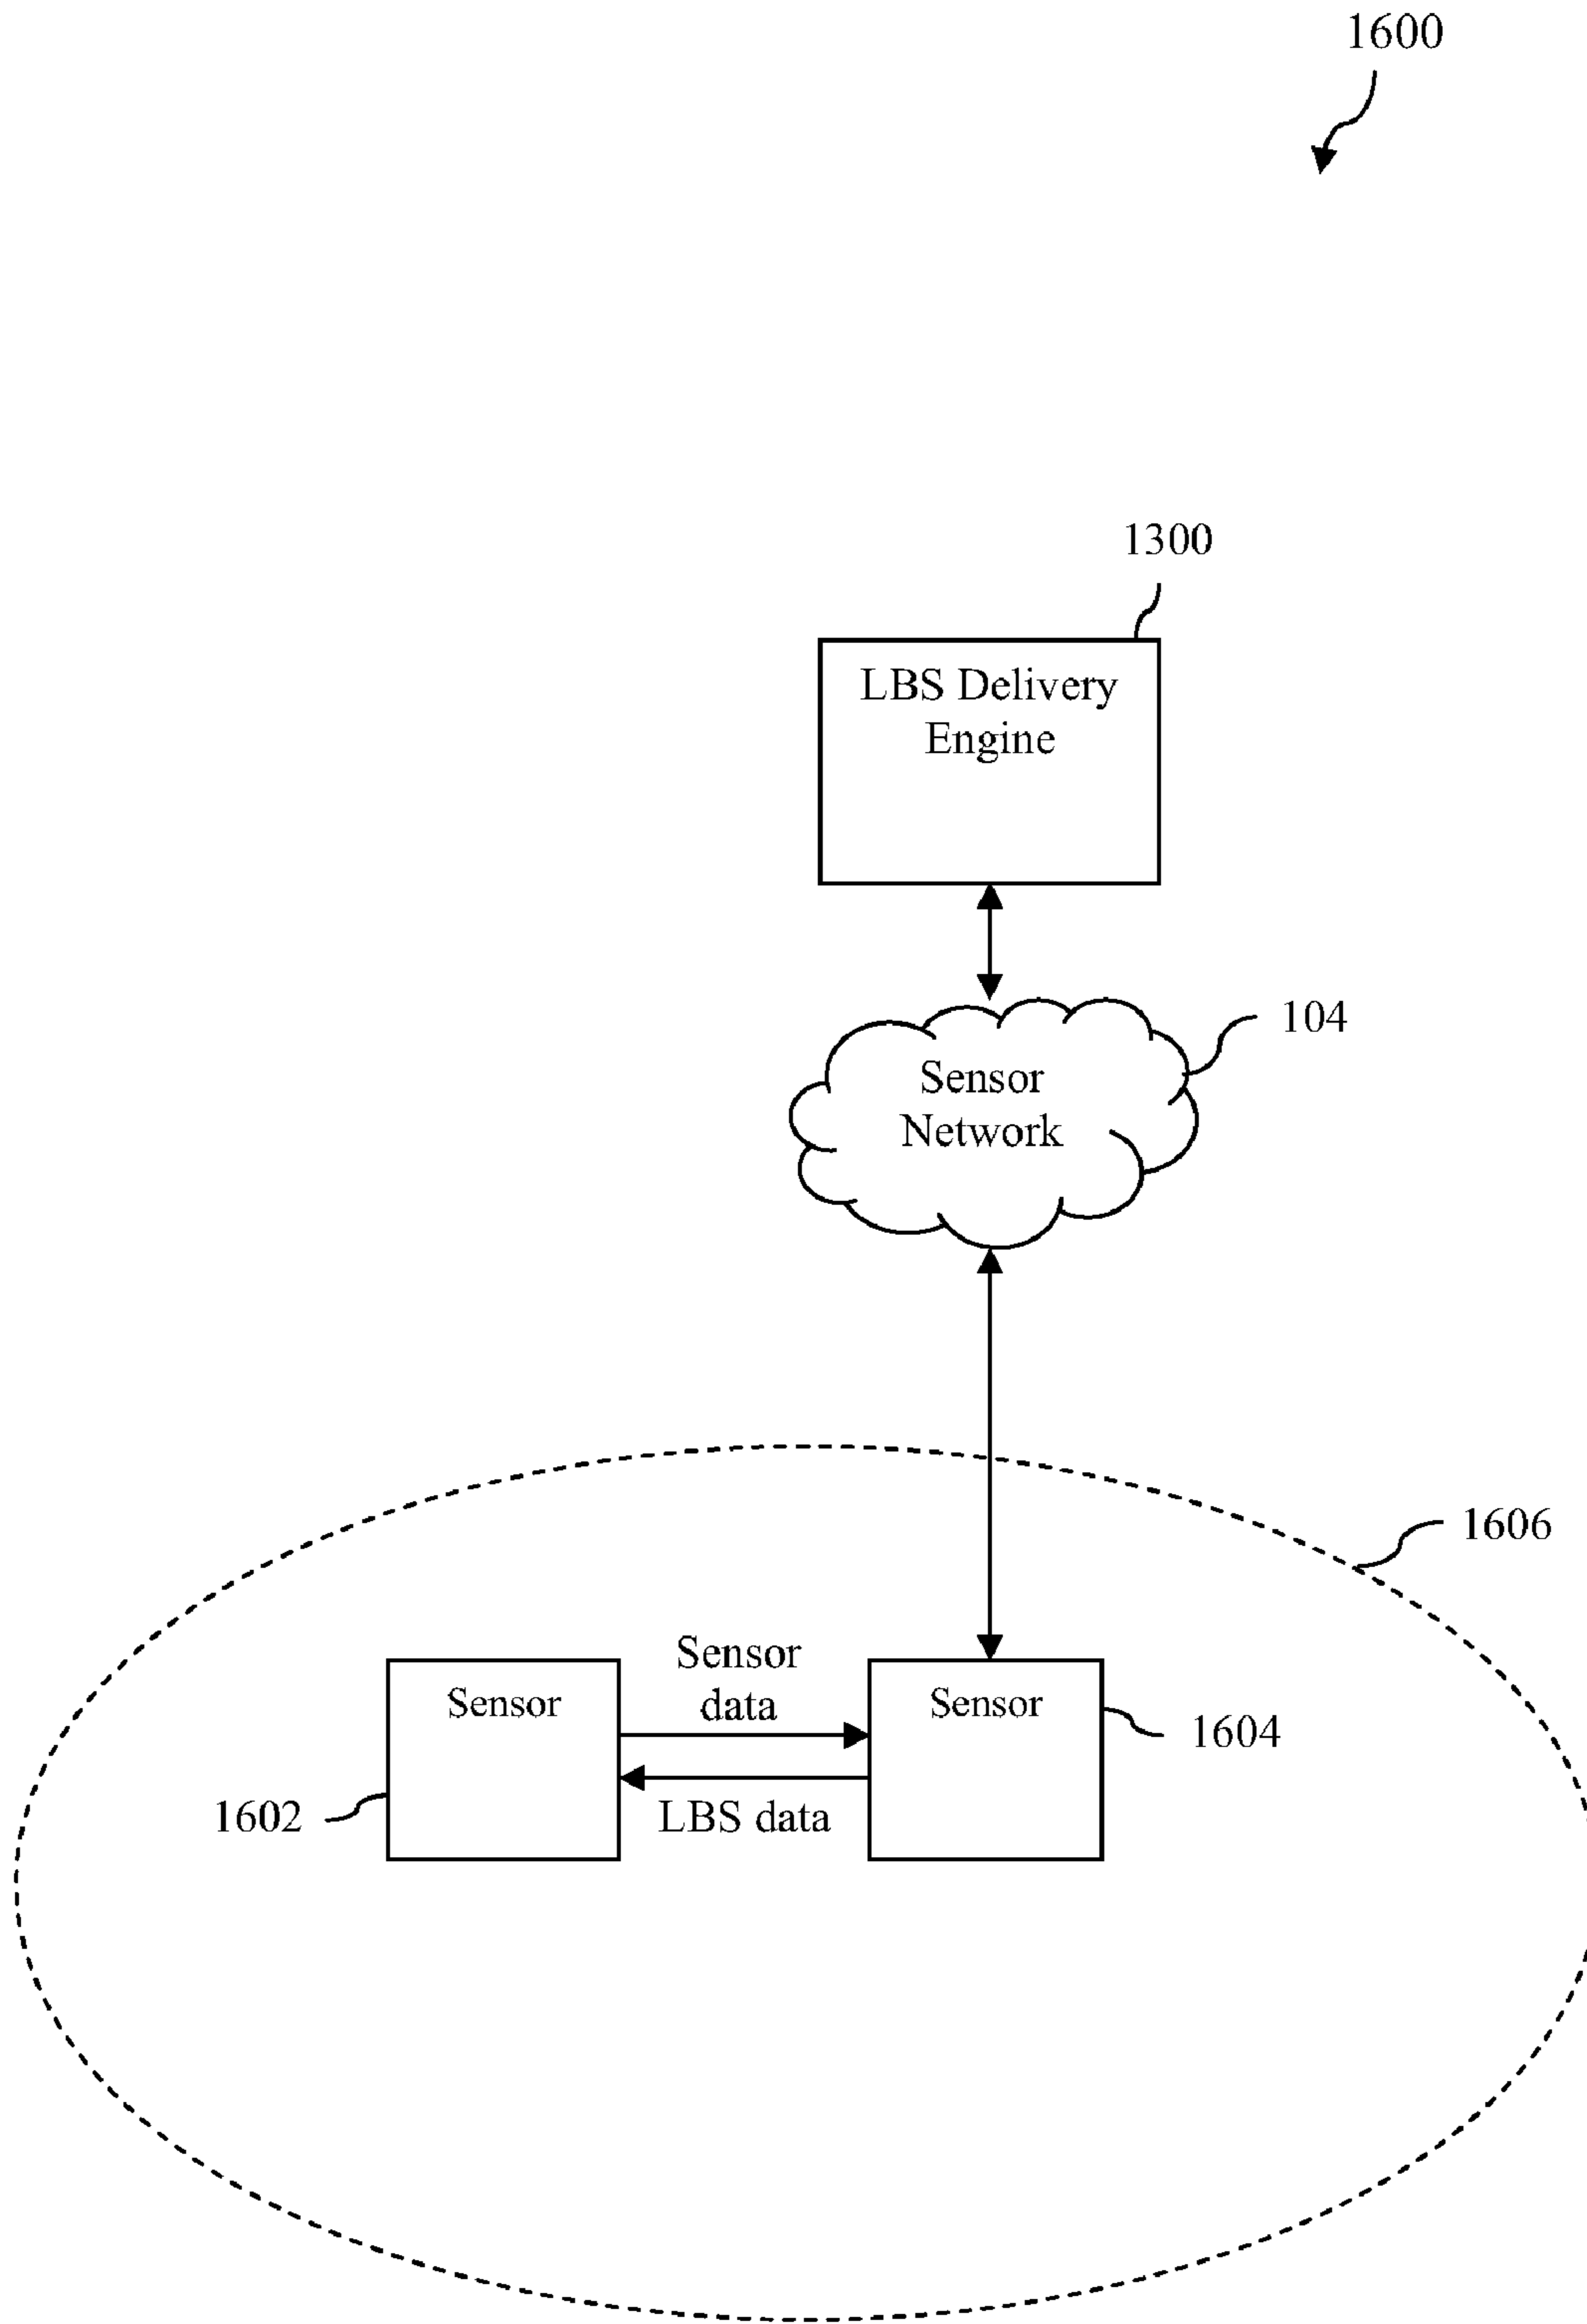 1600
1300
LBS Delivery
Engine
104
Sensor
Network
1606
Sensor
data
Sensor
Sensor
1604
1602
LBS data